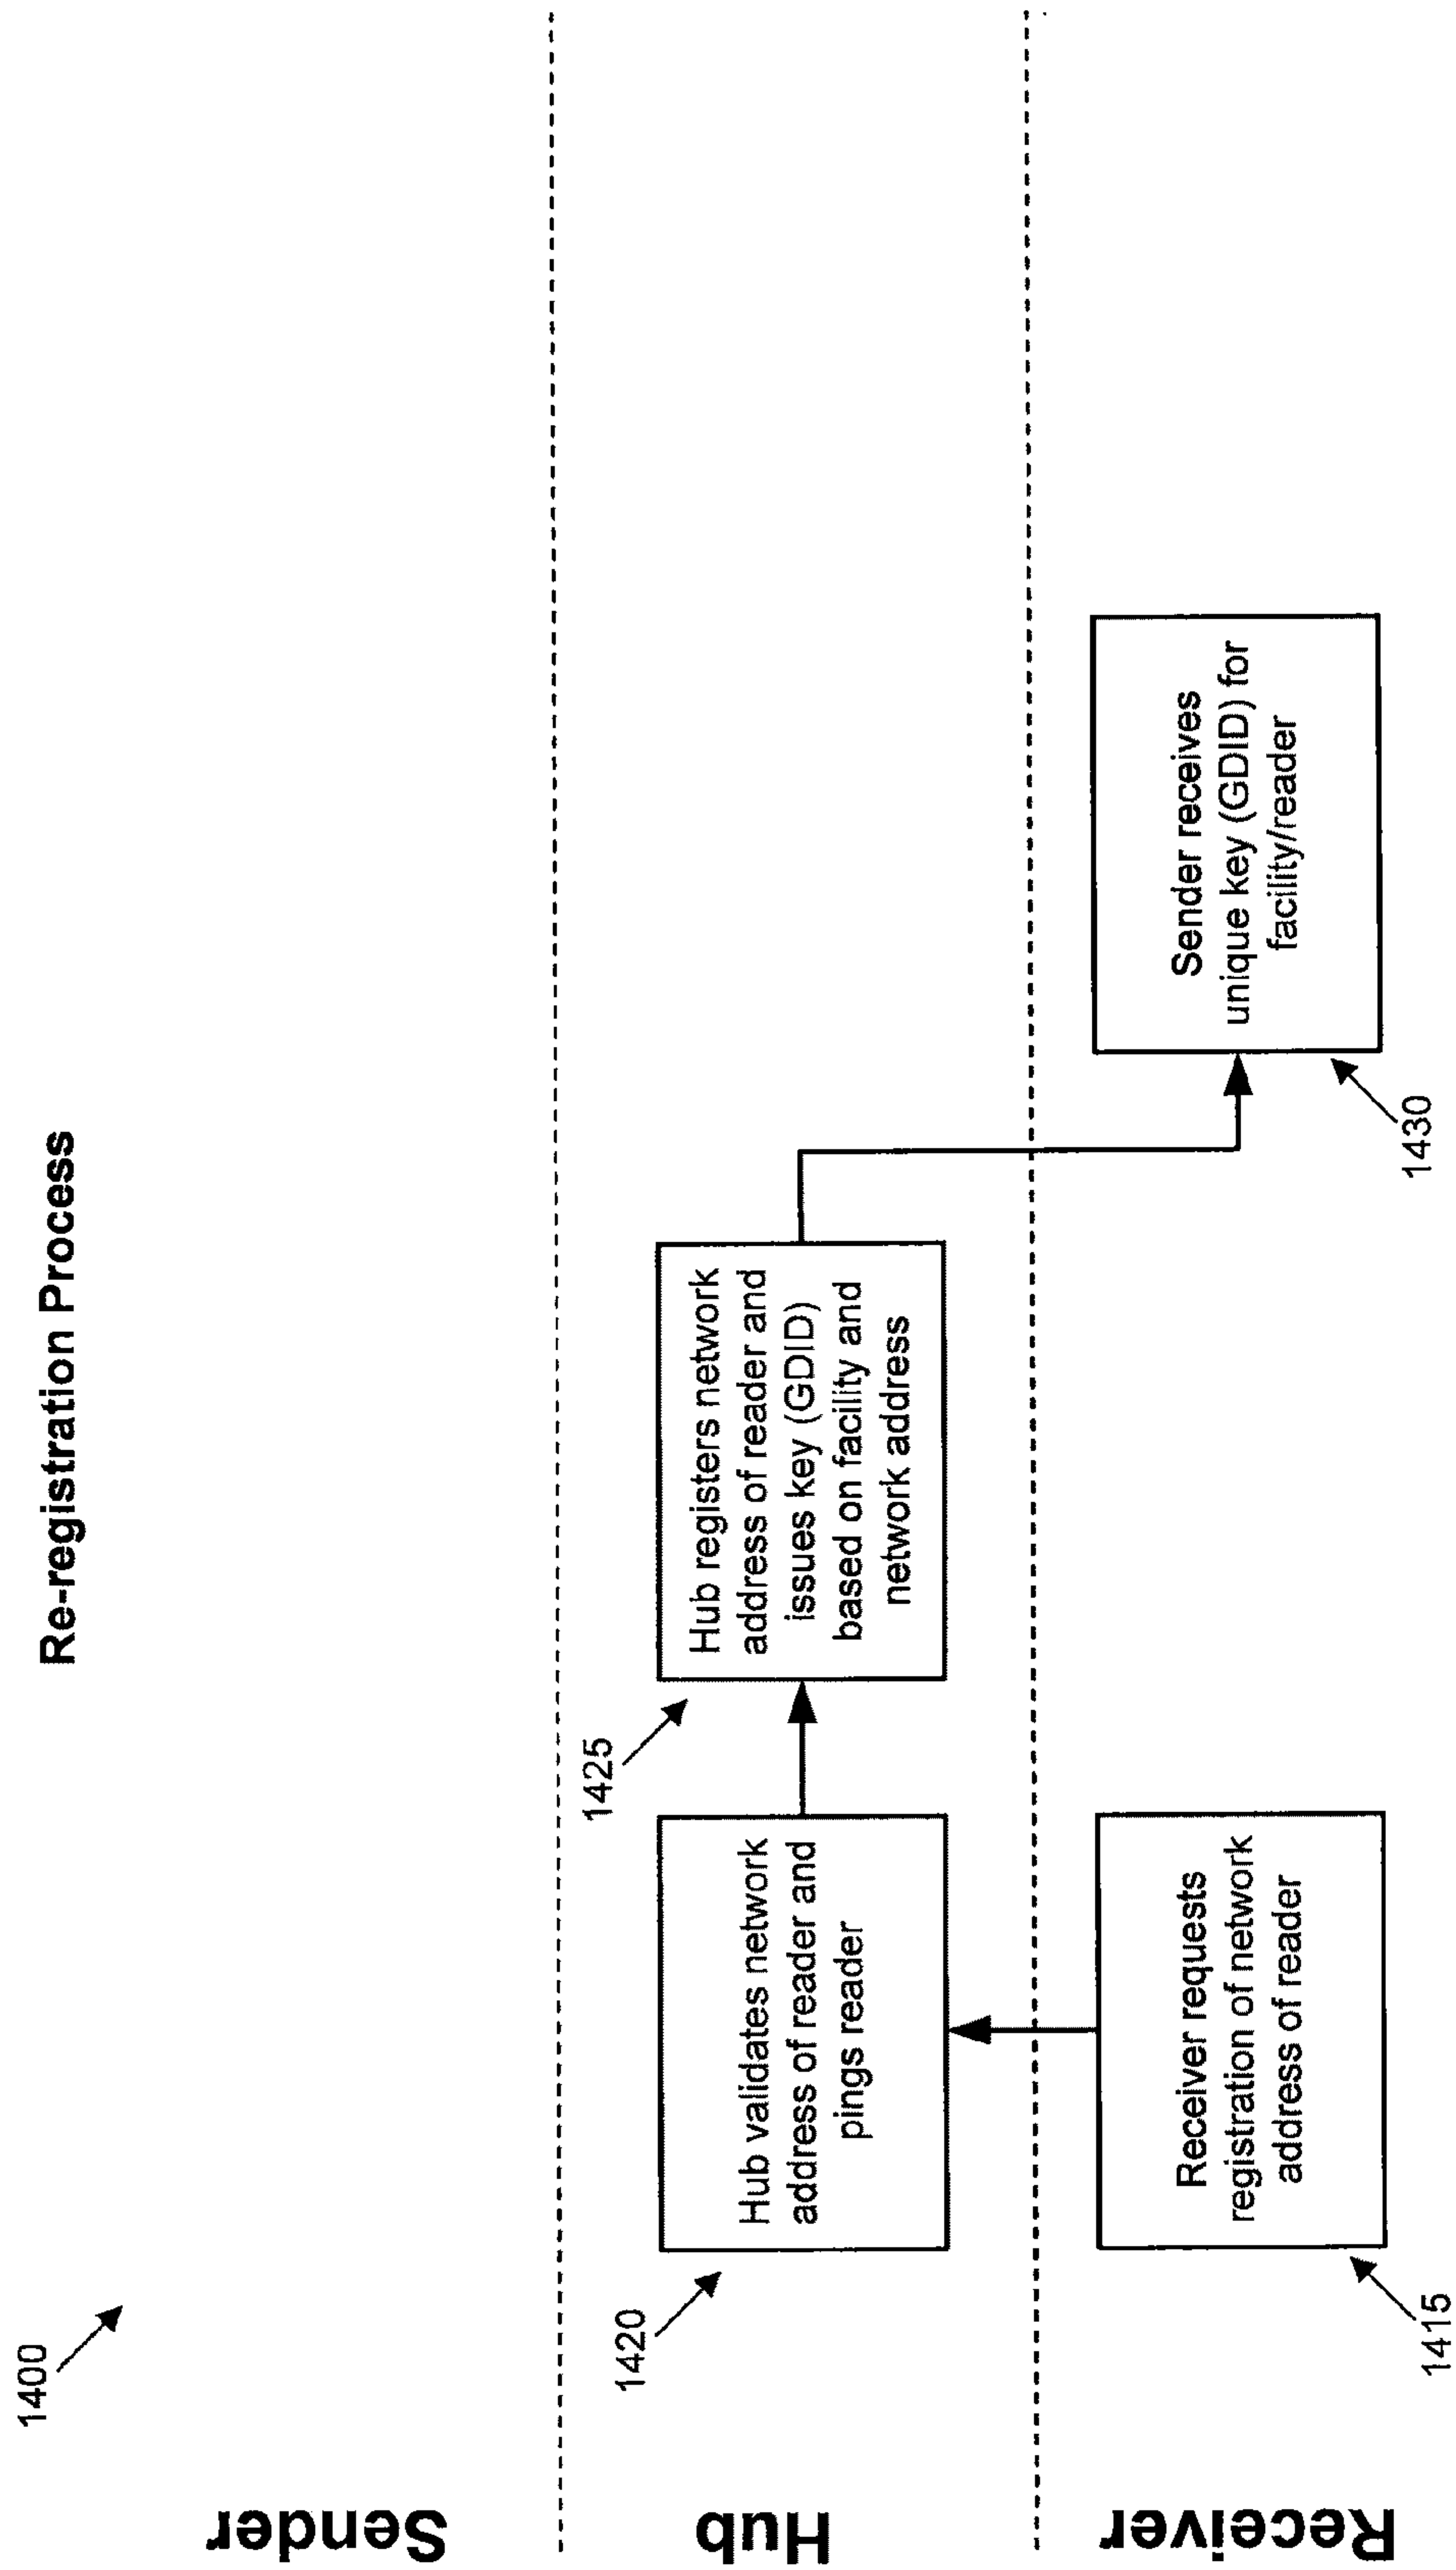 Re-registration Process
1400
Sender
Hub
1420
Hub validates network
address of reader and
pings reader
1425
Hub registers network
address of reader and
issues key (GDID)
based on facility and
network address
Receiver
1415
Receiver requests
registration of network
address of reader
1430
Sender receives
unique key (GDID) for
facility/reader